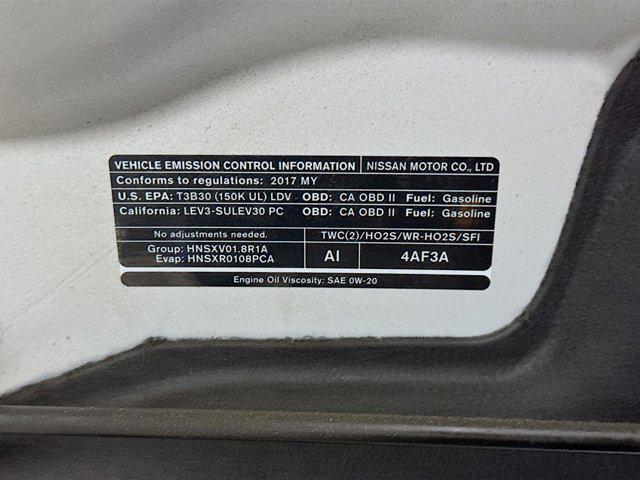 VEHICLE EMISSION CONTROL INFORMATION NISSAN MOTOR CO., LTD
Conforms to regulations: 2017 MY
U.S. EPA: T3B30 (150K UL) LDV OBD: CA OBD II Fuel: Gasoline
California: LEV3-SULEV30 PC OBD: CA OBD II Fuel: Gasoline
No adjustments needed. TWC(2)/HO2S/WR-HO2S/SFI
Group: HNSXV01.8R1A
Evap: HNSXR0108PCA
AI 4AF3A
Engine Oil Viscosity: SAE 0W-20